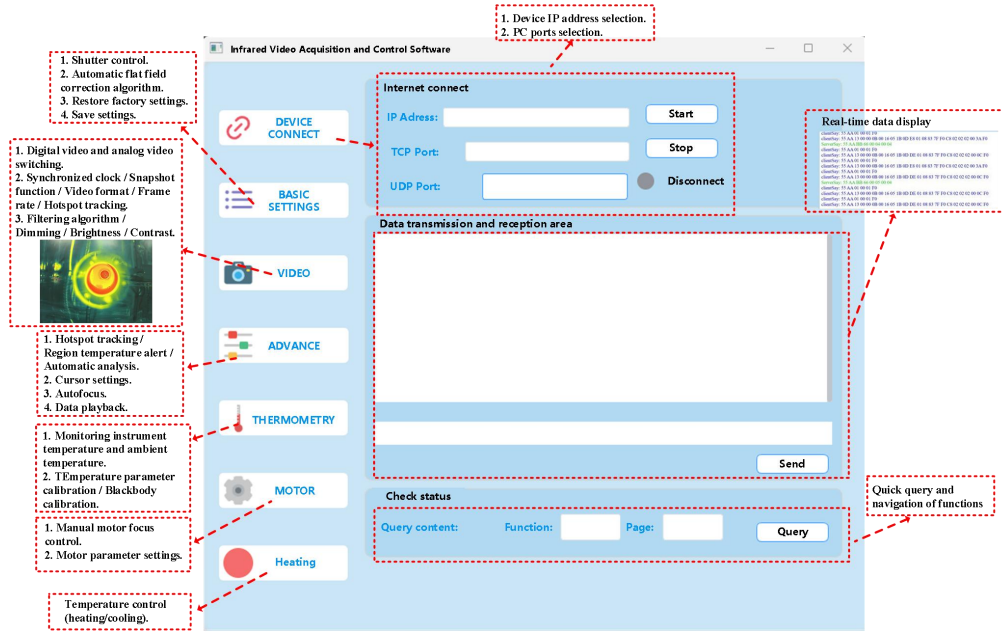 1. Device IP address selection.
2. PC ports selection.
Infrared Video Acquisition and Control Software
1. Shutter control.
2. Automatic flat field
correction algorithm.
3. Restore factory settings.
4. Save settings.
1. Digital video and analog video
switching.
2. Synchronized clock / Snapshot
function / Video format / Frame
rate / Hotspot tracking.
3. Filtering algorithm /
Dimming / Brightness / Contrast.
1. Hotspot tracking /
Region temperature alert /
Automatic analysis.
2. Cursor settings.
3. Autofocus.
4. Data playback.
1. Monitoring instrument
temperature and ambient
temperature.
2. TEmperature parameter
calibration / Blackbody
calibration.
1. Manual motor focus
control.
2. Motor parameter settings.
Temperature control
(heating/cooling).
DEVICE
CONNECT
BASIC
SETTINGS
VIDEO
ADVANCE
THERMOMETRY
MOTOR
Heating
Internet connect
IP Adress:
Start
TCP Port:
Stop
UDP Port:
Disconnect
Data transmission and reception area
Send
Check status
Query content:
Function:
Page:
Query
Real-time data display
Quick query and
navigation of functions